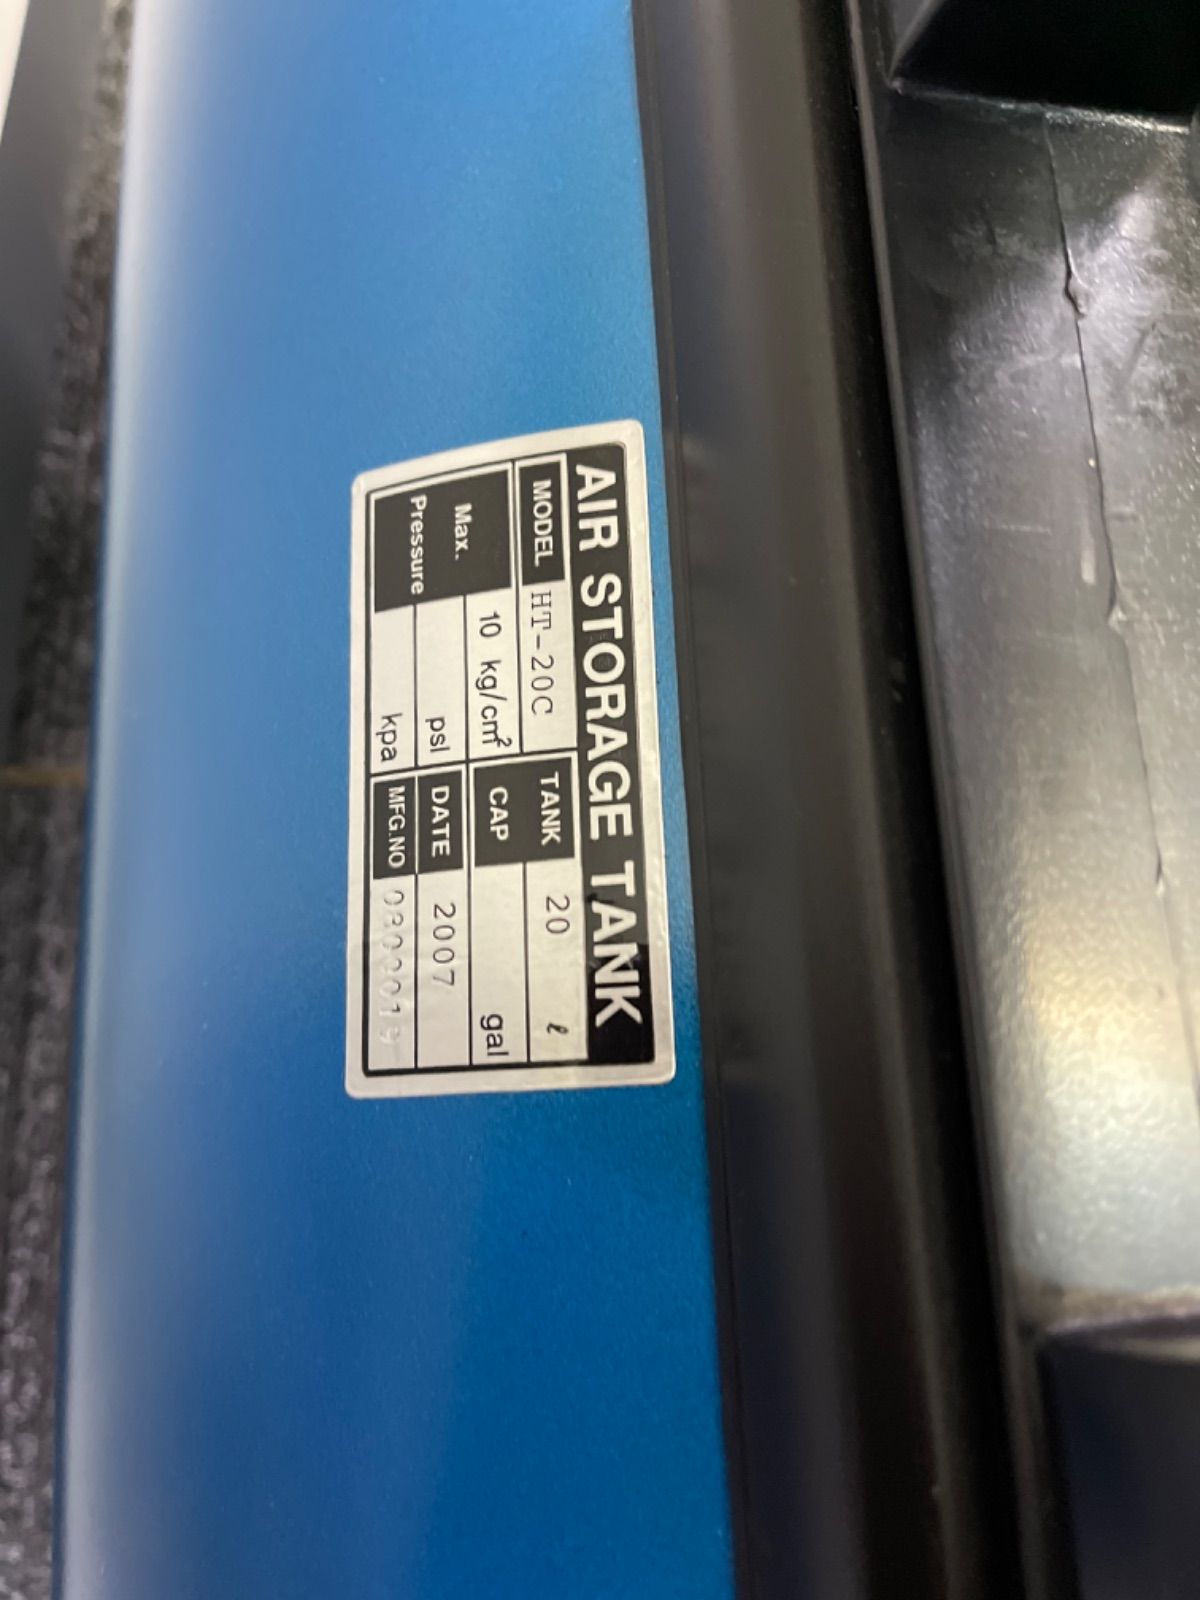 AIR STORAGE TANK
MODEL HT-20C TANK CAP 20 ℓ
gal
Max. Pressure 10 kg/cm²
psi DATE 2007
kpa MFG.NO